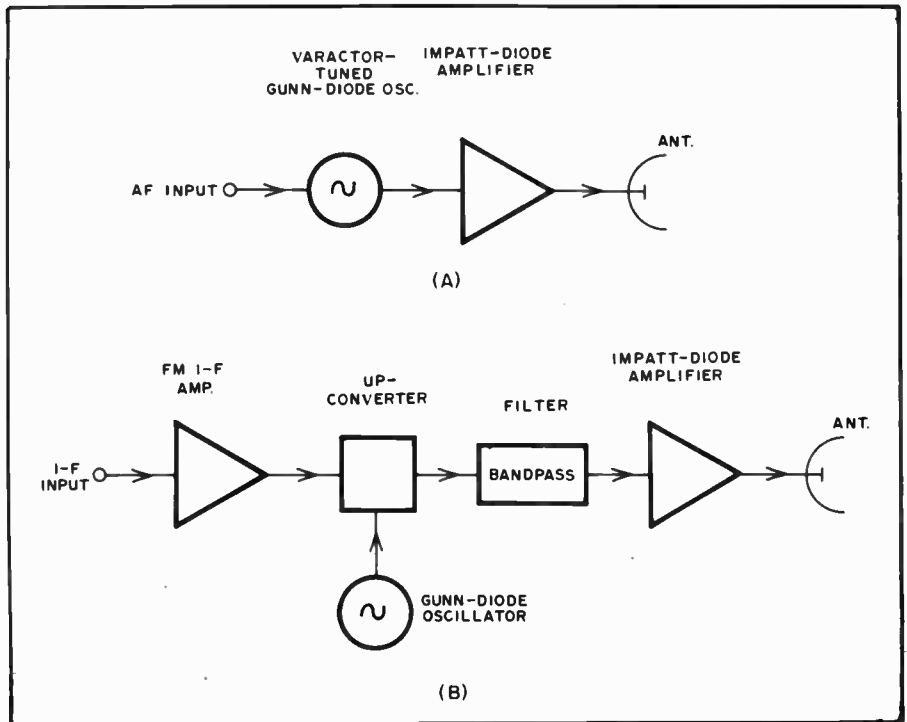 VARACTOR-
TUNED
GUNN-DIODE OSC.
IMPATT-DIODE
AMPLIFIER
ANT.
AF INPUT
(A)
FM I-F
AMP.
UP-
CONVERTER
FILTER
IMPATT-DIODE
AMPLIFIER
ANT.
I-F
INPUT
BANDPASS
GUNN-DIODE
OSCILLATOR
(B)